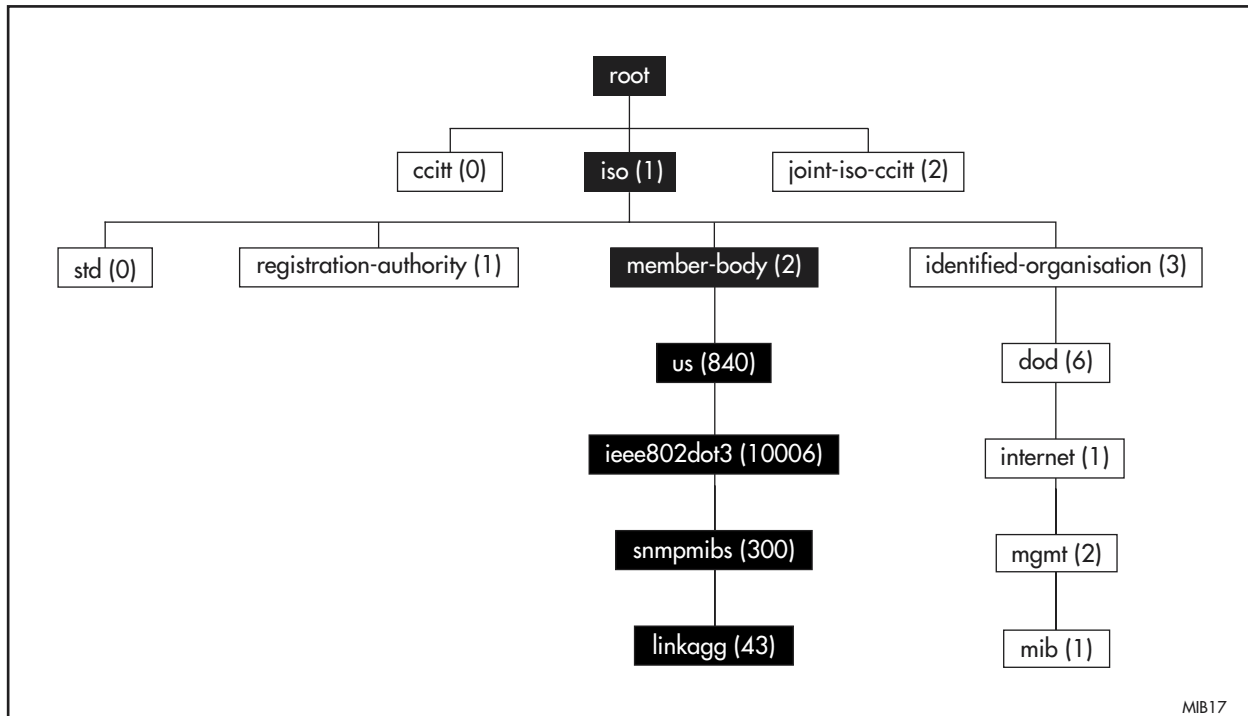 root
ccitt (0)
iso (1)
joint-iso-ccitt (2)
std (0)
registration-authority (1)
member-body (2)
identified-organisation (3)
us (840)
dod (6)
ieee802dot3 (10006)
internet (1)
snmpmibs (300)
mgmt (2)
linkagg (43)
mib (1)
MIB17